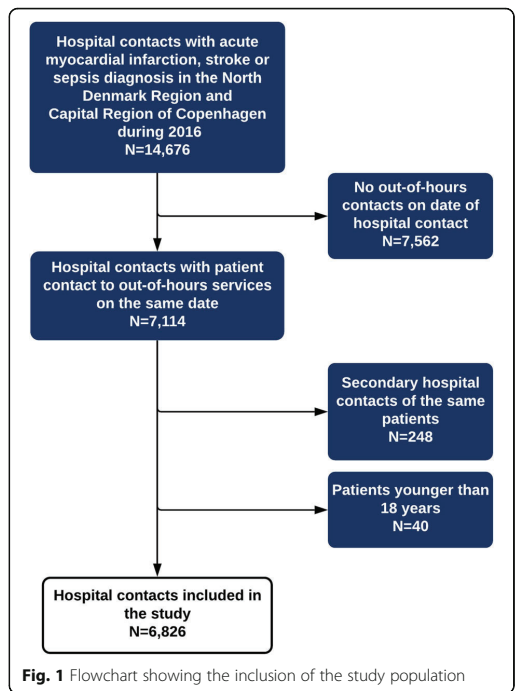 Hospital contacts with acute
myocardial infarction, stroke or
sepsis diagnosis in the North
Denmark Region and
Capital Region of Copenhagen
during 2016
N=14,676
No out-of-hours
contacts on date of
hospital contact
N=7,562
Hospital contacts with patient
contact to out-of-hours services
on the same date
N=7,114
Secondary hospital
contacts of the same
patients
N=248
Patients younger than
18 years
N=40
Hospital contacts included in
the study
N=6,826
Fig. 1 Flowchart showing the inclusion of the study population